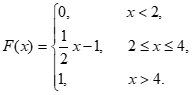 F(x) = { 0, x < 2,
1/2 x − 1, 2 ≤ x ≤ 4,
1, x > 4.